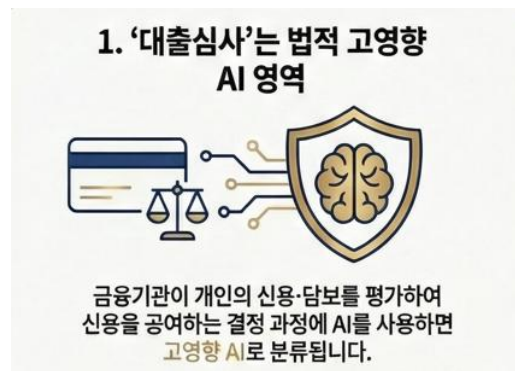 1. ‘대출심사’는 법적 고영향
AI 영역
금융기관이 개인의 신용·담보를 평가하여
신용을 공여하는 결정 과정에 AI를 사용하면
고영향 AI로 분류됩니다.